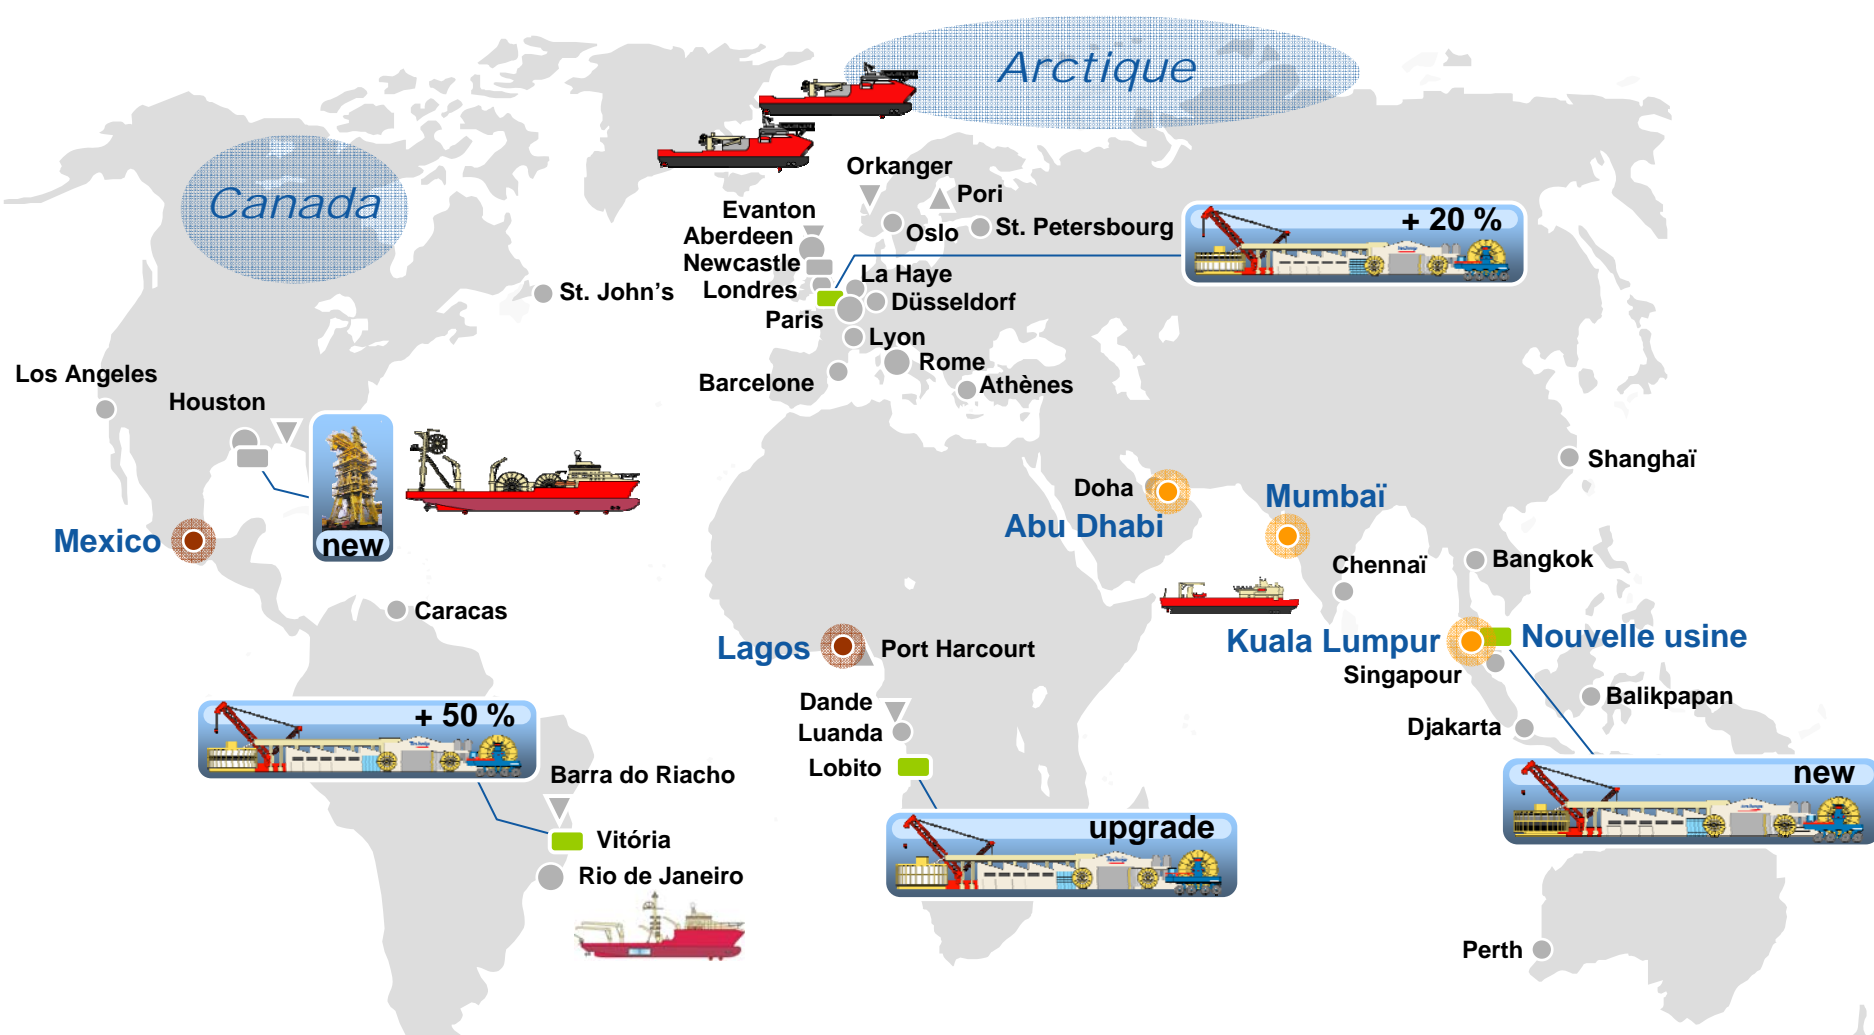 Arctique
Canada
Orkanger
Pori
Evanton
Aberdeen
Oslo
St. Petersbourg
+ 20 %
Newcastle
La Haye
Londres
St. John's
Düsseldorf
Paris
Lyon
Rome
Barcelone
Athènes
Los Angeles
Houston
new
Mexico
Shanghaï
Doha
Abu Dhabi
Mumbaï
Chennaï
Bangkok
Caracas
Lagos
Port Harcourt
Kuala Lumpur
Nouvelle usine
Singapour
Balikpapan
Djakarta
Dande
Luanda
Lobito
+ 50 %
Barra do Riacho
Vitória
Rio de Janeiro
upgrade
new
Perth